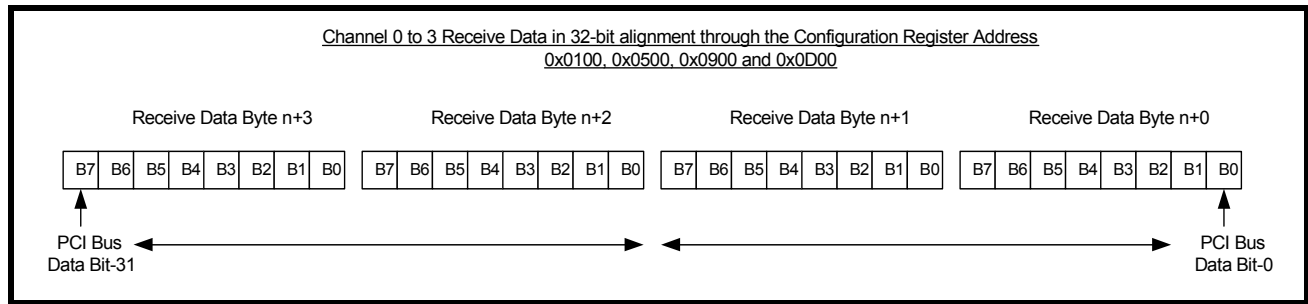 Channel 0 to 3 Receive Data in 32-bit alignment through the Configuration Register Address
0x0100, 0x0500, 0x0900 and 0x0D00
Receive Data Byte n+3 Receive Data Byte n+2 Receive Data Byte n+1 Receive Data Byte n+0
B7 B6 B5 B4 B3 B2 B1 B0 B7 B6 B5 B4 B3 B2 B1 B0 B7 B6 B5 B4 B3 B2 B1 B0 B7 B6 B5 B4 B3 B2 B1 B0
PCI Bus
Data Bit-31
PCI Bus
Data Bit-0